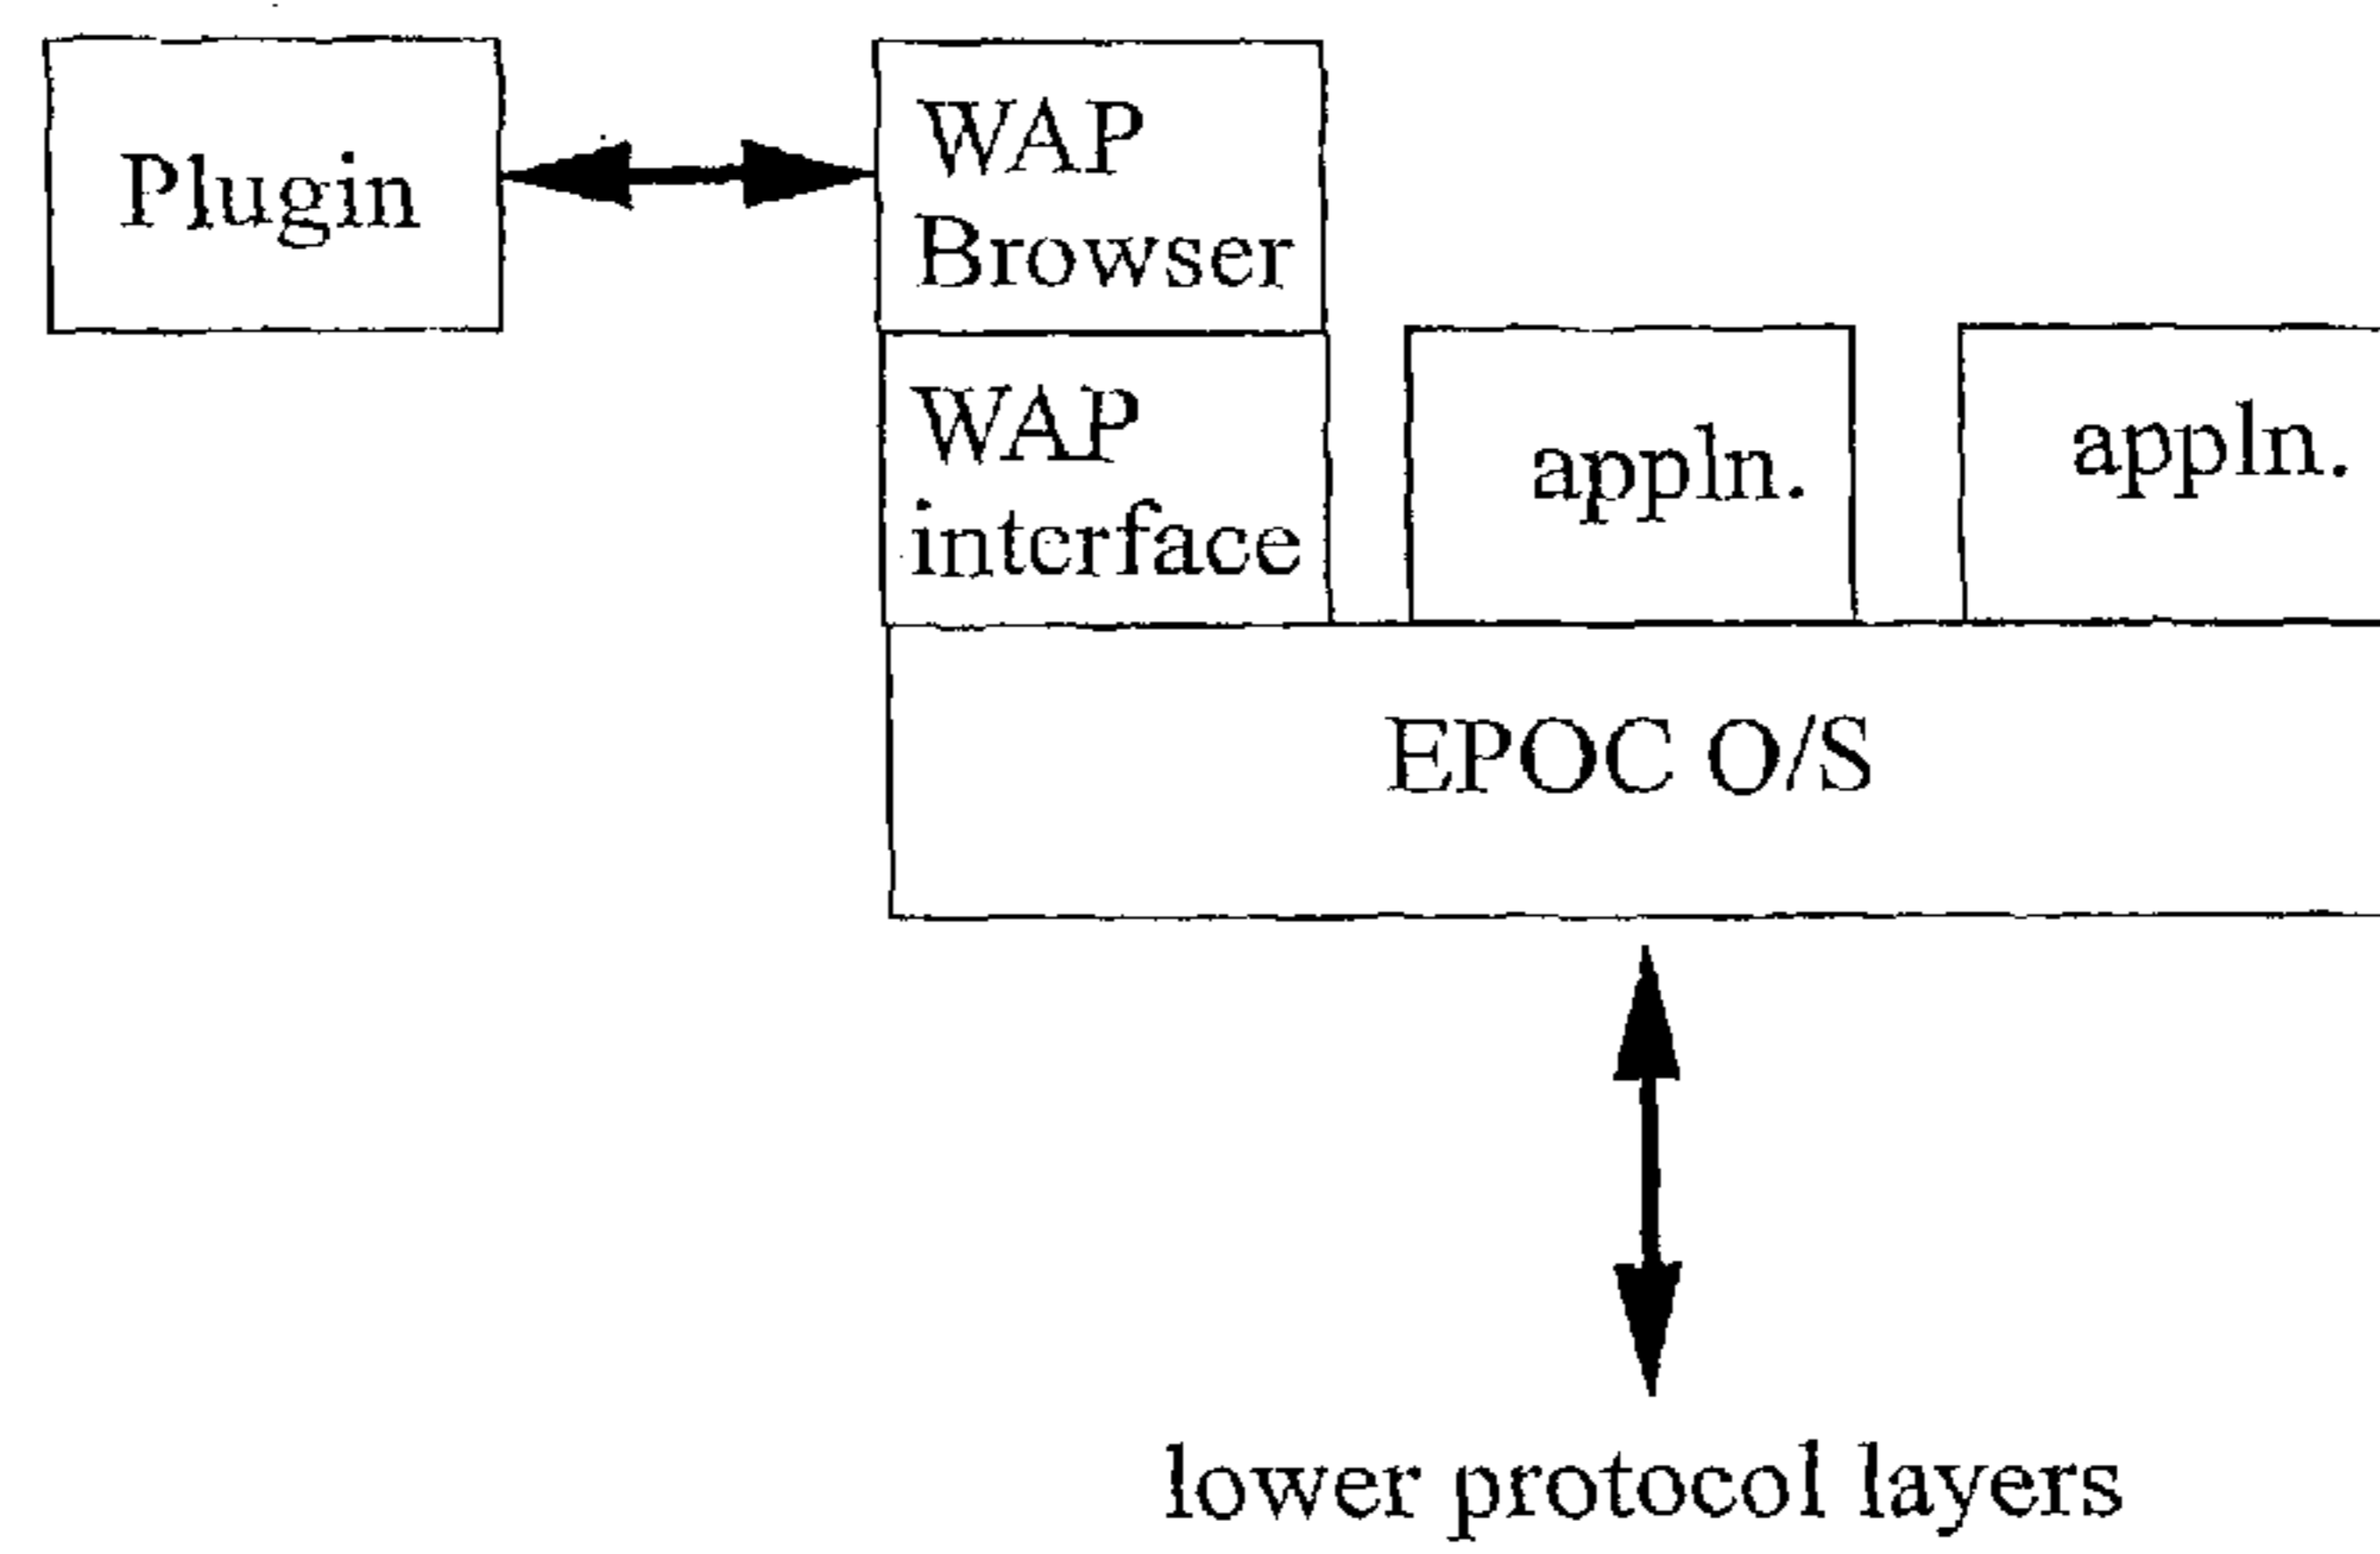 Plugin
WAP
Browser
WAP
interface
appln.
appln.
EPOC O/S
lower protocol layers